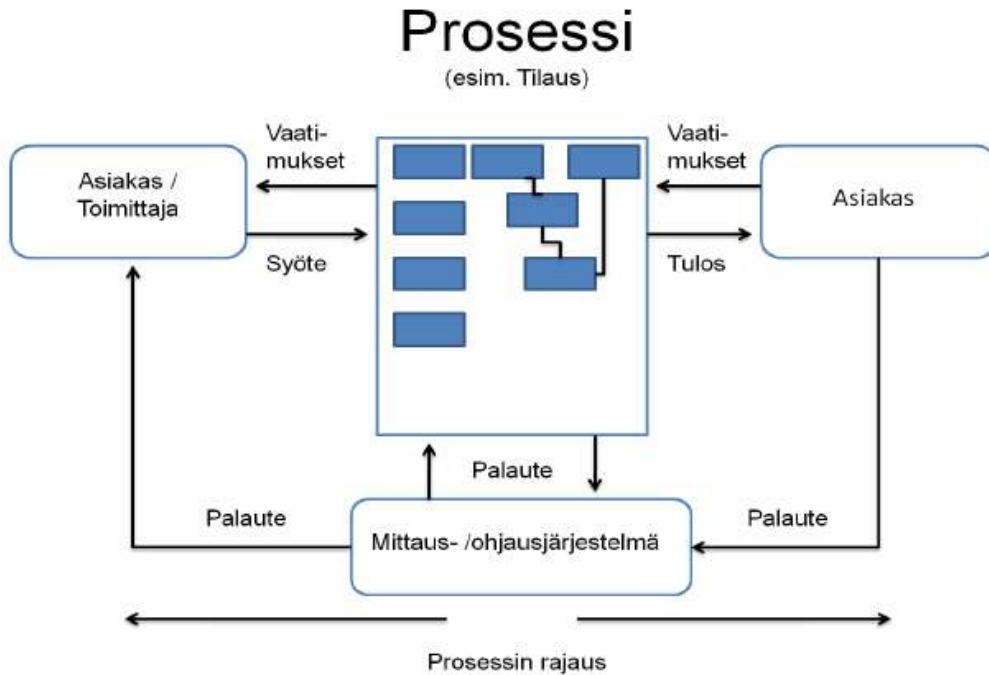 Prosessi
(esim. Tilaus)
Vaati-
mukset
Vaati-
mukset
Asiakas /
Toimittaja
Asiakas
Syöte
Tulos
Palaute
Palaute
Palaute
Mittaus- /ohjausjärjestelmä
Prosessin rajaus